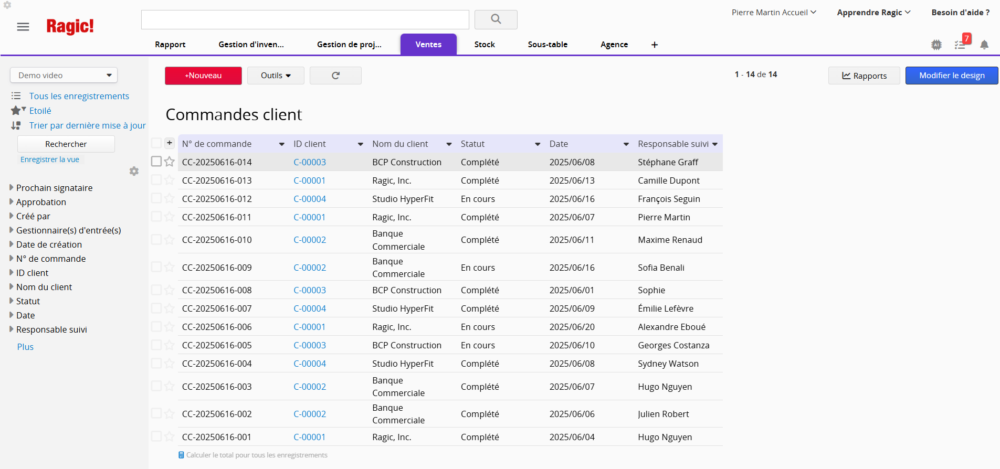 Pierre Martin Accueil
Apprendre Ragic
Besoin d'aide ?
Ragic!
Rapport
Gestion d'inven...
Gestion de proj...
Ventes
Stock
Sous-table
Agence
+
AI
7
Demo video
+Nouveau
Outils
1 - 14 de 14
Rapports
Modifier le design
Tous les enregistrements
Etoilé
Trier par dernière mise à jour
Rechercher
Enregistrer la vue
Prochain signataire
Approbation
Créé par
Gestionnaire(s) d'entrée(s)
Date de création
N° de commande
ID client
Nom du client
Statut
Date
Responsable suivi
Plus
Commandes client
+ N° de commande ID client Nom du client Statut Date Responsable suivi
CC-20250616-014 C-00003 BCP Construction Complété 2025/06/08 Stéphane Graff
CC-20250616-013 C-00001 Ragic, Inc. Complété 2025/06/13 Camille Dupont
CC-20250616-012 C-00004 Studio HyperFit En cours 2025/06/16 François Seguin
CC-20250616-011 C-00001 Ragic, Inc. Complété 2025/06/07 Pierre Martin
CC-20250616-010 C-00002 Banque Commerciale Complété 2025/06/11 Maxime Renaud
CC-20250616-009 C-00002 Banque Commerciale En cours 2025/06/16 Sofia Benali
CC-20250616-008 C-00003 BCP Construction Complété 2025/06/01 Sophie
CC-20250616-007 C-00004 Studio HyperFit Complété 2025/06/09 Émilie Lefèvre
CC-20250616-006 C-00001 Ragic, Inc. En cours 2025/06/20 Alexandre Eboué
CC-20250616-005 C-00003 BCP Construction En cours 2025/06/10 Georges Costanza
CC-20250616-004 C-00004 Studio HyperFit Complété 2025/06/08 Sydney Watson
CC-20250616-003 C-00002 Banque Commerciale Complété 2025/06/07 Hugo Nguyen
CC-20250616-002 C-00002 Banque Commerciale Complété 2025/06/06 Julien Robert
CC-20250616-001 C-00001 Ragic, Inc. Complété 2025/06/04 Hugo Nguyen
Calculer le total pour tous les enregistrements